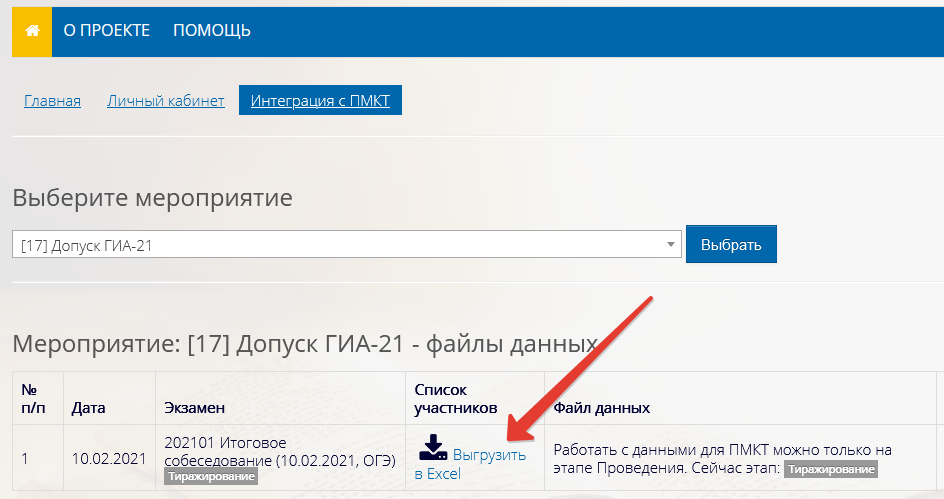 О ПРОЕКТЕ ПОМОЩЬ
Главная Личный кабинет Интеграция с ПМКТ
Выберите мероприятие
[17] Допуск ГИА-21 Выбрать
Мероприятие: [17] Допуск ГИА-21 - файлы данных
№ п/п Дата Экзамен Список участников Файл данных
1 10.02.2021 202101 Итоговое собеседование (10.02.2021, ОГЭ) Тиражирование Выгрузить в Excel Работать с данными для ПМКТ можно только на этапе Проведения. Сейчас этап: Тиражирование